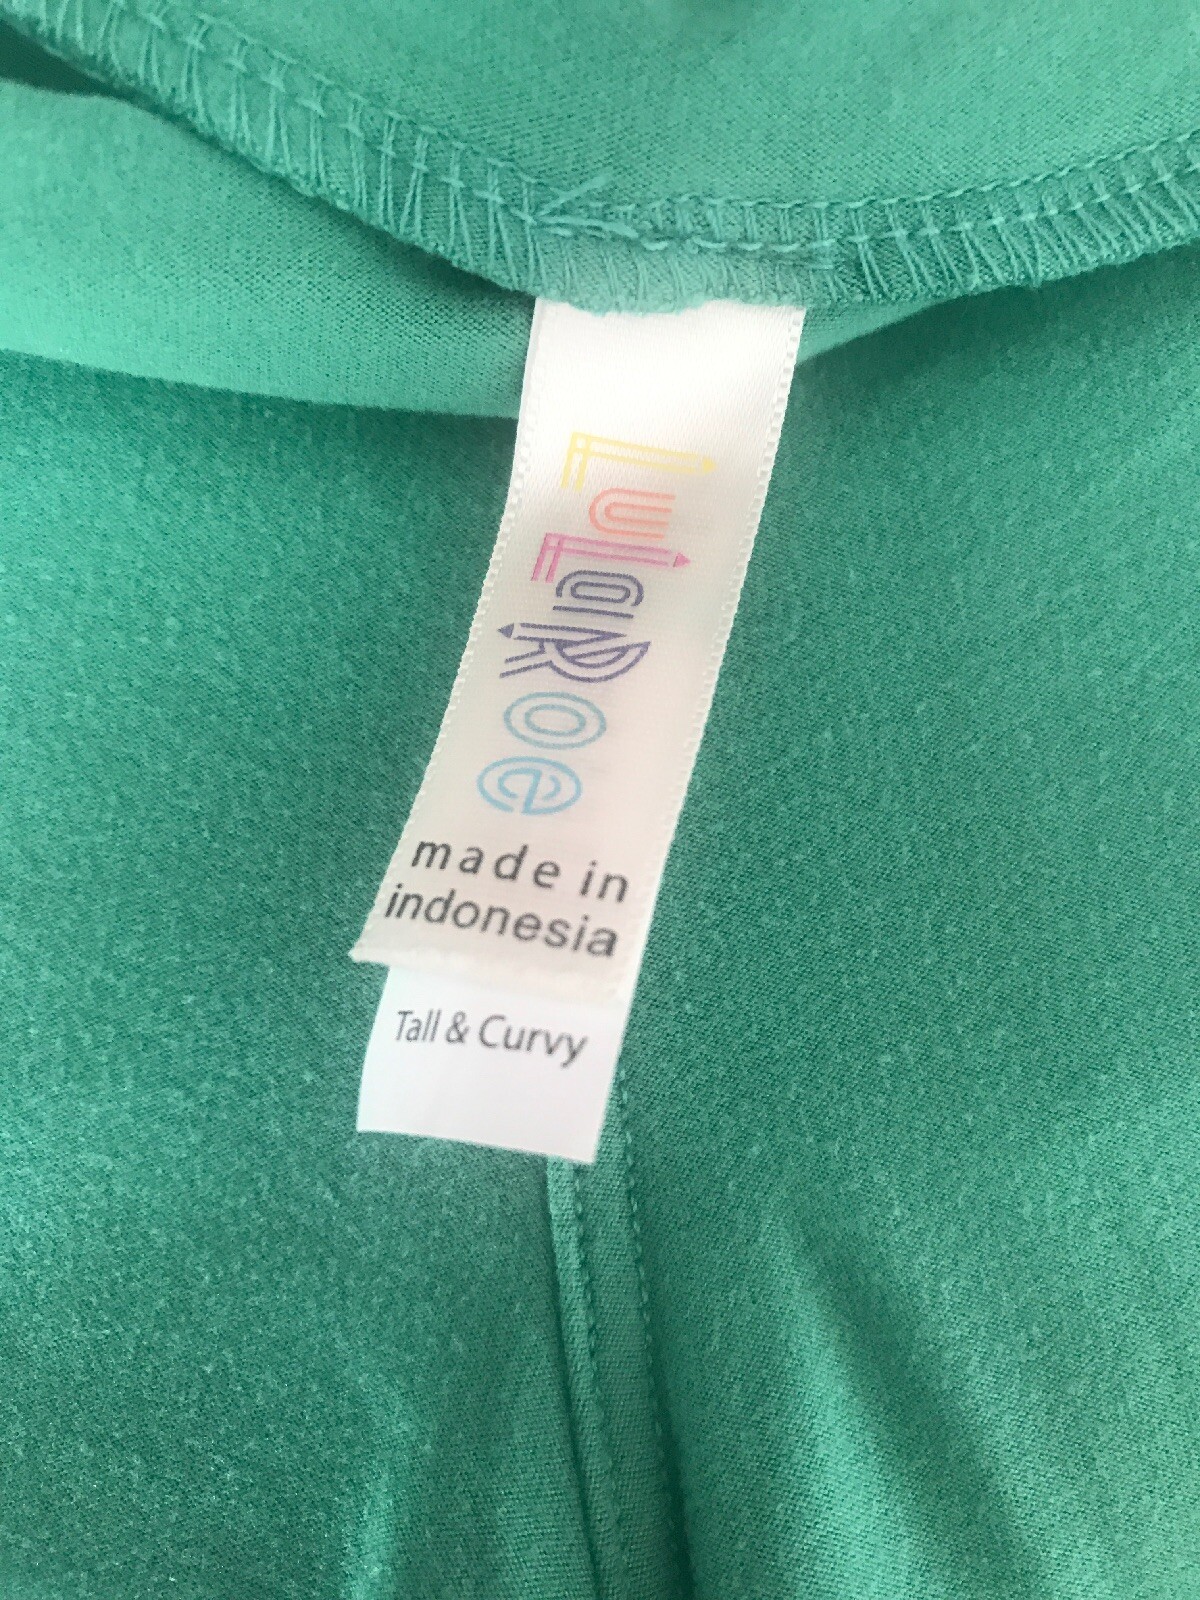 LuLaRoe
made in
indonesia
Tall & Curvy